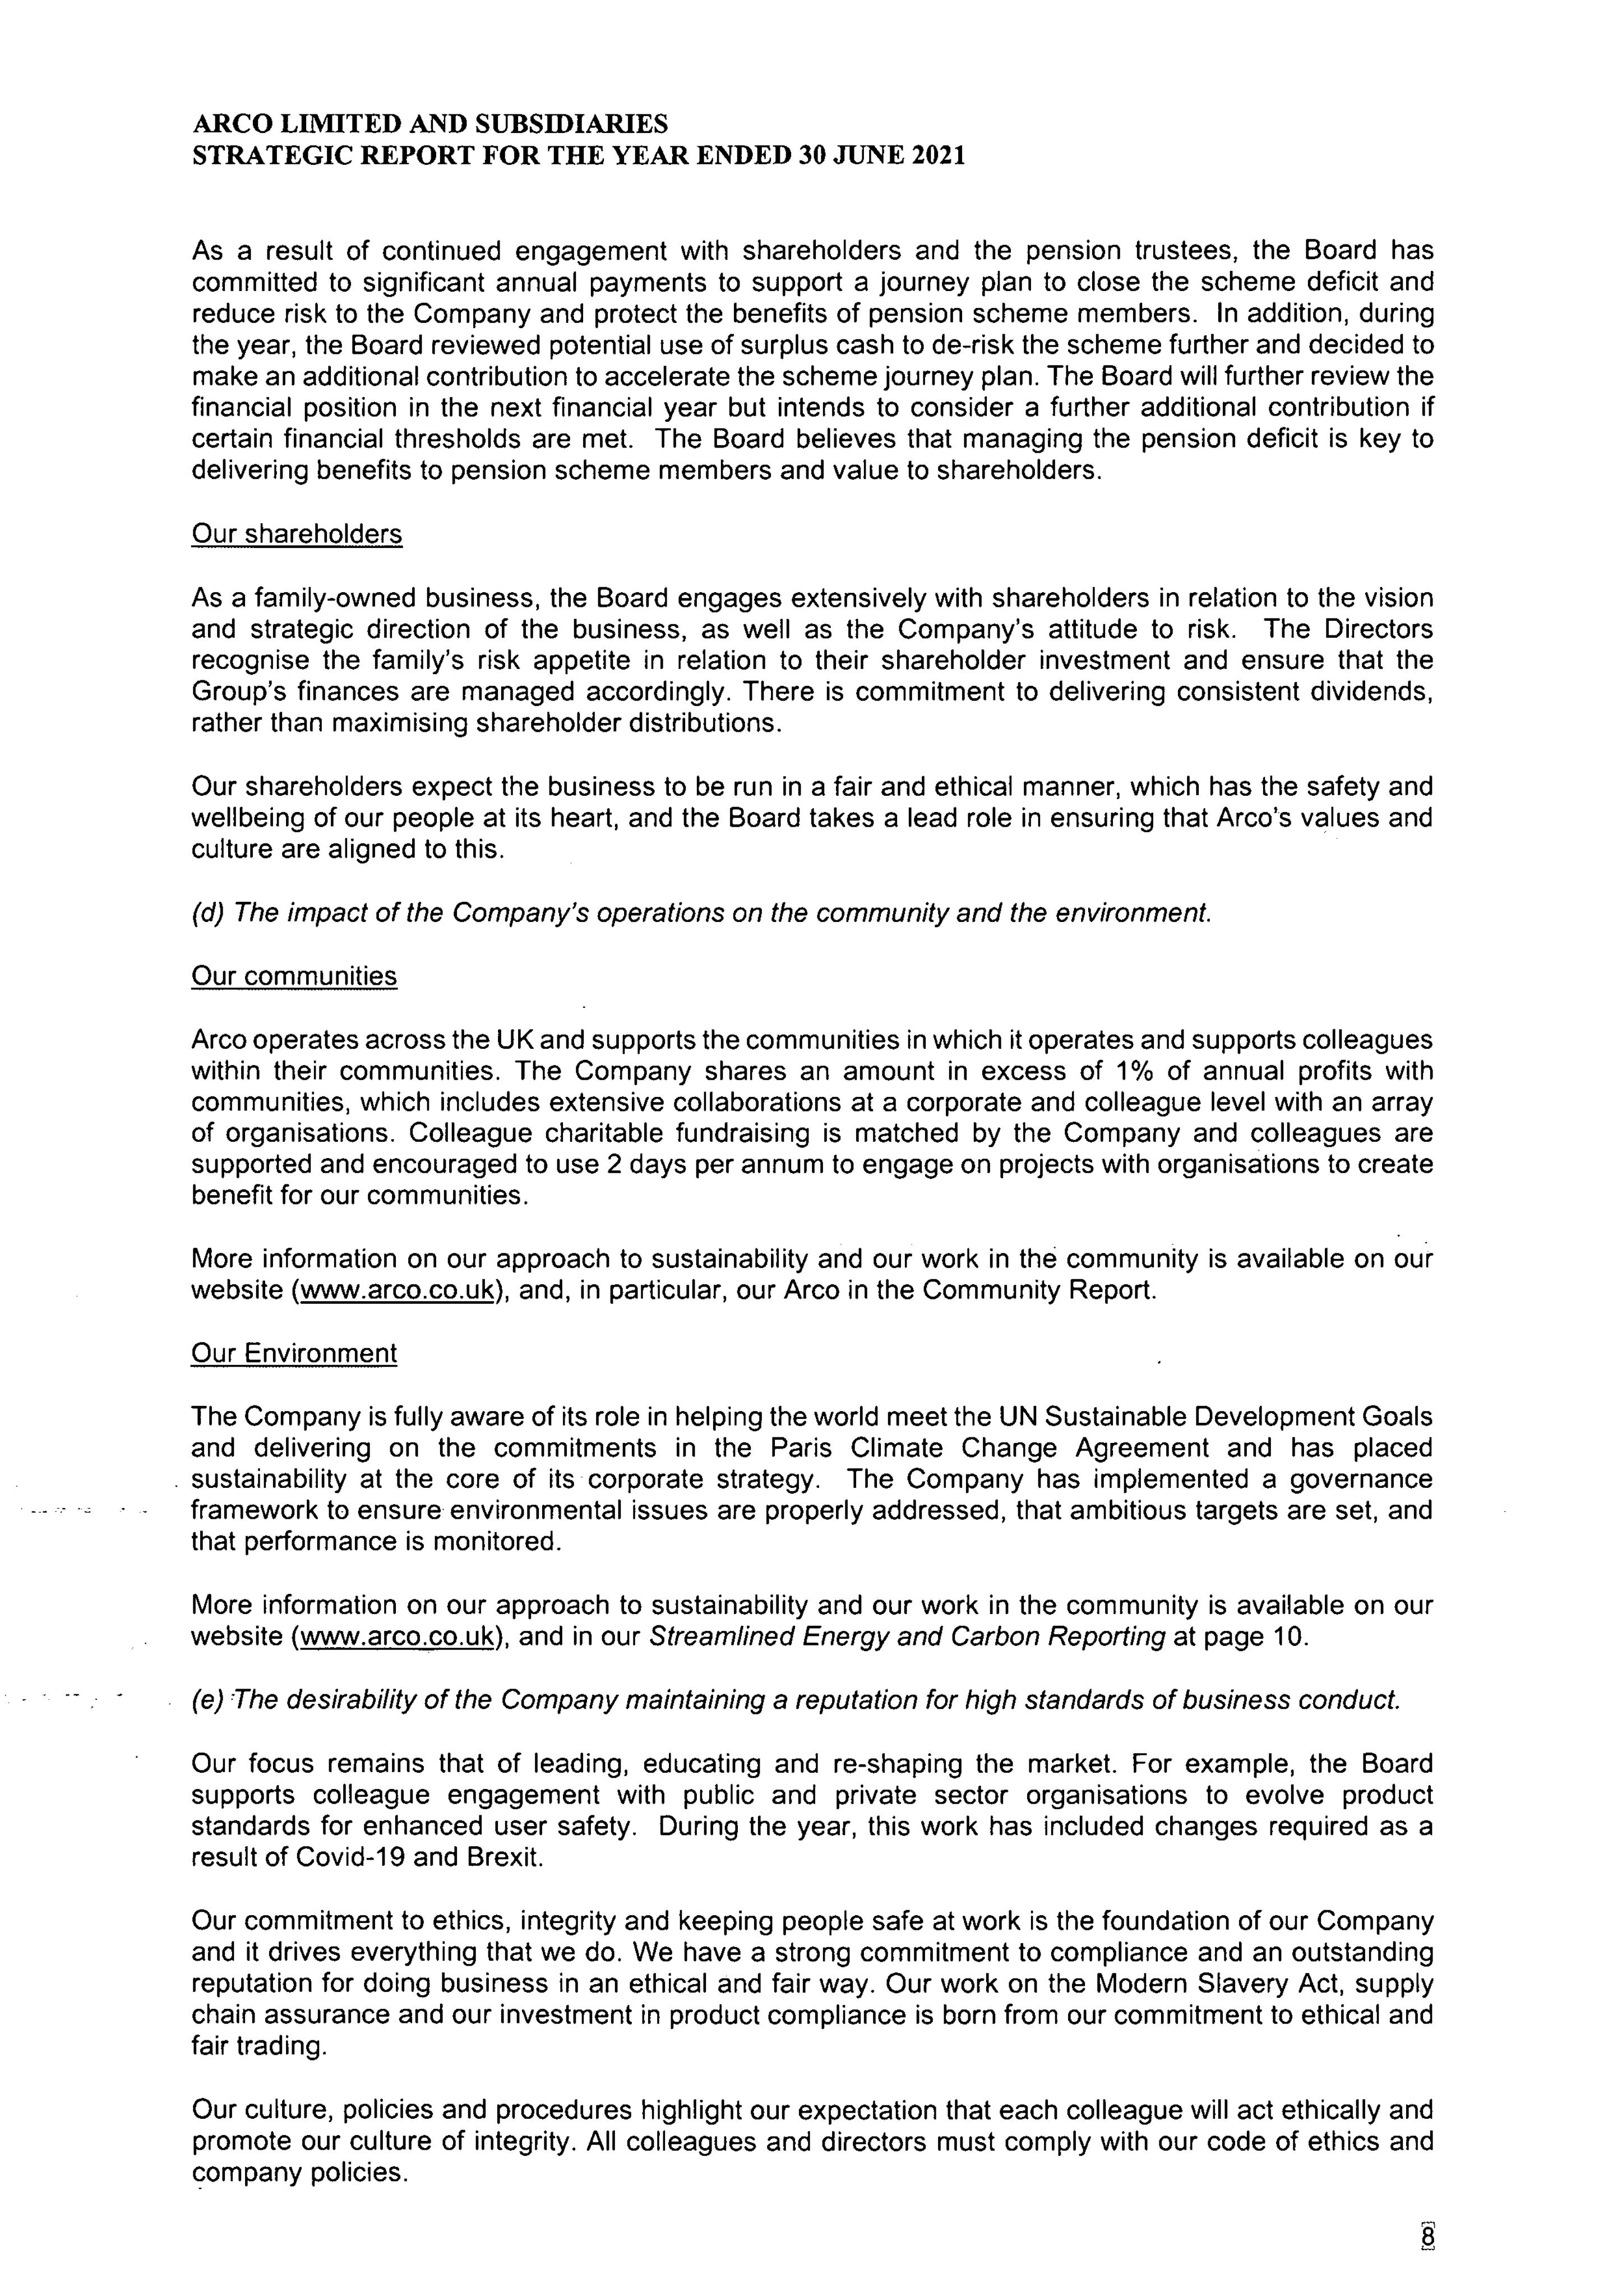 ARCO LIMITED AND SUBSIDIARIES
STRATEGIC REPORT FOR THE YEAR ENDED 30 JUNE 2021
As a result of continued engagement with shareholders and the pension trustees, the Board has
committed to significant annual payments to support a journey plan to close the scheme deficit and
reduce risk to the Company and protect the benefits of pension scheme members. In addition, during
the year, the Board reviewed potential use of surplus cash to de-risk the scheme further and decided to
make an additional contribution to accelerate the scheme journey plan. The Board will further review the
financial position in the next financial year but intends to consider a further additional contribution if
certain financial thresholds are met. The Board believes that managing the pension deficit is key to
delivering benefits to pension scheme members and value to shareholders.
Our shareholders
As a family-owned business, the Board engages extensively with shareholders in relation to the vision
and strategic direction of the business, as well as the Company's attitude to risk. The Directors
recognise the family's risk appetite in relation to their shareholder investment and ensure that the
Group's finances are managed accordingly. There is commitment to delivering consistent dividends,
rather than maximising shareholder distributions.
Our shareholders expect the business to be run in a fair and ethical manner, which has the safety and
wellbeing of our people at its heart, and the Board takes a lead role in ensuring that Arco's values and
culture are aligned to this.
(d) The impact of the Company's operations on the community and the environment.
Our communities
Arco operates across the UK and supports the communities in which it operates and supports colleagues
within their communities. The Company shares an amount in excess of 1% of annual profits with
communities, which includes extensive collaborations at a corporate and colleague level with an array
of organisations. Colleague charitable fundraising is matched by the Company and colleagues are
supported and encouraged to use 2 days per annum to engage on projects with organisations to create
benefit for our communities.
More information on our approach to sustainability and our work in the community is available on our
website (www.arco.co.uk), and, in particular, our Arco in the Community Report.
Our Environment
The Company is fully aware of its role in helping the world meet the UN Sustainable Development Goals
and delivering on the commitments in the Paris Climate Change Agreement and has placed
sustainability at the core of its corporate strategy. The Company has implemented a governance
framework to ensure environmental issues are properly addressed, that ambitious targets are set, and
that performance is monitored.
More information on our approach to sustainability and our work in the community is available on our
website (www.arco.co.uk), and in our Streamlined Energy and Carbon Reporting at page 10.
(e) The desirability of the Company maintaining a reputation for high standards of business conduct.
Our focus remains that of leading, educating and re-shaping the market. For example, the Board
supports colleague engagement with public and private sector organisations to evolve product
standards for enhanced user safety. During the year, this work has included changes required as a
result of Covid-19 and Brexit.
Our commitment to ethics, integrity and keeping people safe at work is the foundation of our Company
and it drives everything that we do. We have a strong commitment to compliance and an outstanding
reputation for doing business in an ethical and fair way. Our work on the Modern Slavery Act, supply
chain assurance and our investment in product compliance is born from our commitment to ethical and
fair trading.
Our culture, policies and procedures highlight our expectation that each colleague will act ethically and
promote our culture of integrity. All colleagues and directors must comply with our code of ethics and
company policies.
8